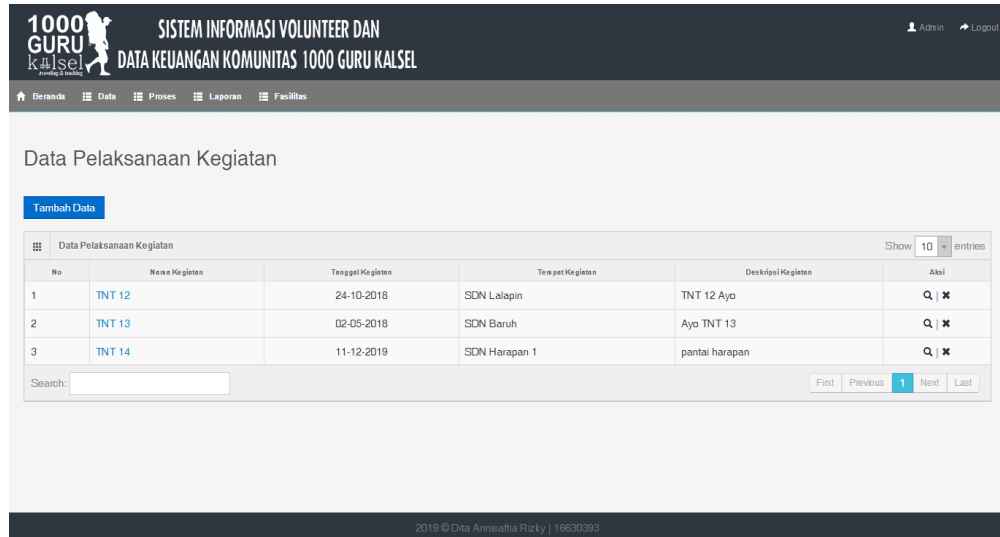 1000
GURU
kalsel
traveling & teaching
SISTEM INFORMASI VOLUNTEER DAN
DATA KEUANGAN KOMUNITAS 1000 GURU KALSEL
Admin Logout
Beranda Data Proses Laporan Fasilitas
Data Pelaksanaan Kegiatan
Tambah Data
Data Pelaksanaan Kegiatan Show 10 entries
No Nama Kegiatan Tanggal Kegiatan Tempat Kegiatan Deskripsi Kegiatan Aksi
1 TNT 12 24-10-2018 SDN Lalapin TNT 12 Ayo |
2 TNT 13 02-05-2018 SDN Baruh Ayo TNT 13 |
3 TNT 14 11-12-2019 SDN Harapan 1 pantai harapan |
Search: First Previous 1 Next Last
2019 © Dita Annisaftia Rizky | 16630393